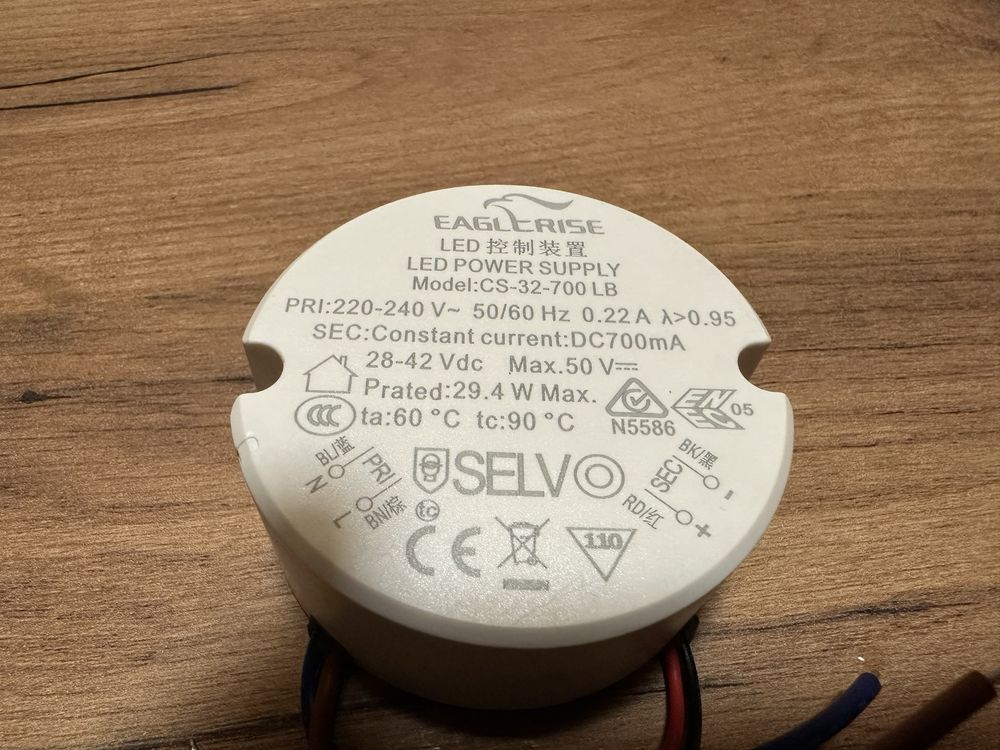 EAGLERISE
LED 控制装置
LED POWER SUPPLY
Model:CS-32-700 LB
PRI:220-240 V~ 50/60 Hz 0.22 A λ>0.95
SEC:Constant current:DC700mA
28-42 Vdc Max.50 V⎓
Prated:29.4 W Max.
CCC ta:60 °C tc:90 °C
N5586
ENEC 05
BL/蓝
N
PRI
L
BN/棕
SELV
tc
BK/黑
SEC
-
RD/红
+
CE
110